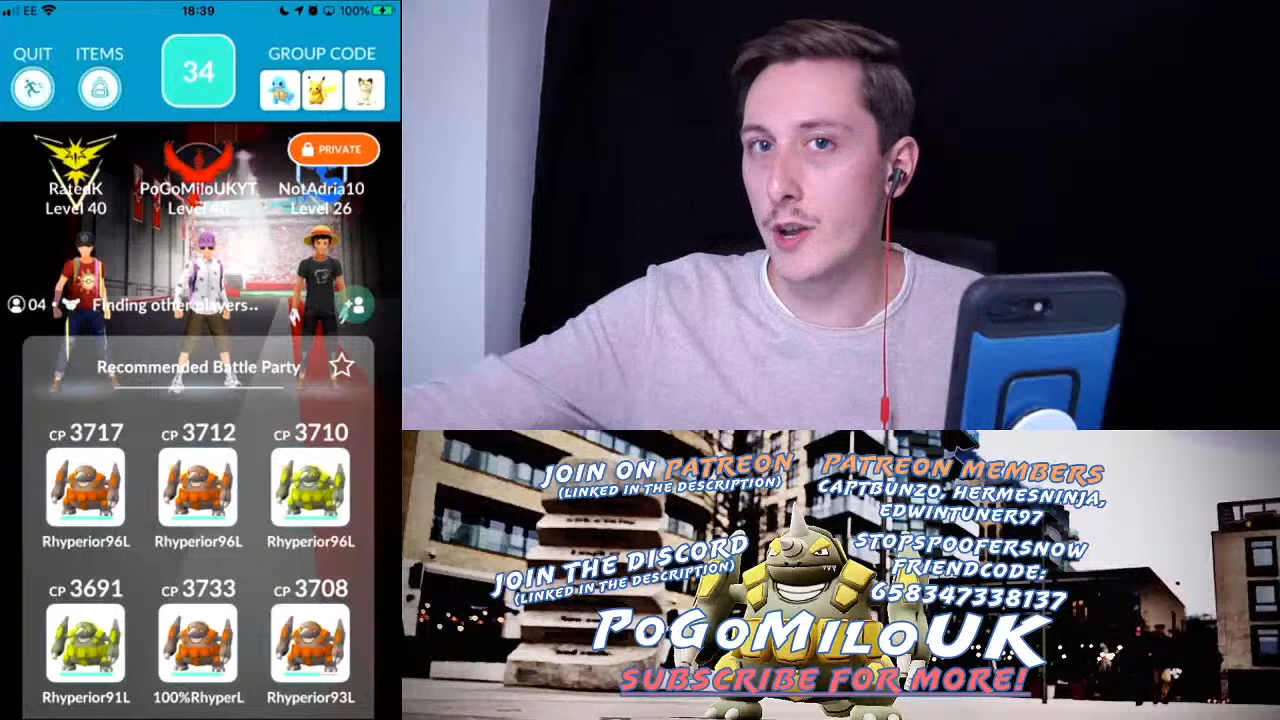 EE 18:39 100%
QUIT ITEMS 34 GROUP CODE
PRIVATE
RatedK PoGoMiloUKYT NotAdria10
Level 40 Level 40 Level 26
04 • Finding other players..
Recommended Battle Party
CP 3717 CP 3712 CP 3710
Rhyperior96L Rhyperior96L Rhyperior96L
CP 3691 CP 3733 CP 3708
Rhyperior91L 100%RhyperL Rhyperior93L
JOIN ON PATREON
(LINKED IN THE DESCRIPTION)
PATREON MEMBERS
CAPTBUNZO, HERMESNINJA,
EDWINTUNER97
JOIN THE DISCORD
(LINKED IN THE DESCRIPTION)
STOPSPOOFERSNOW
FRIENDCODE:
658347338137
PoGoMiloUK
SUBSCRIBE FOR MORE!